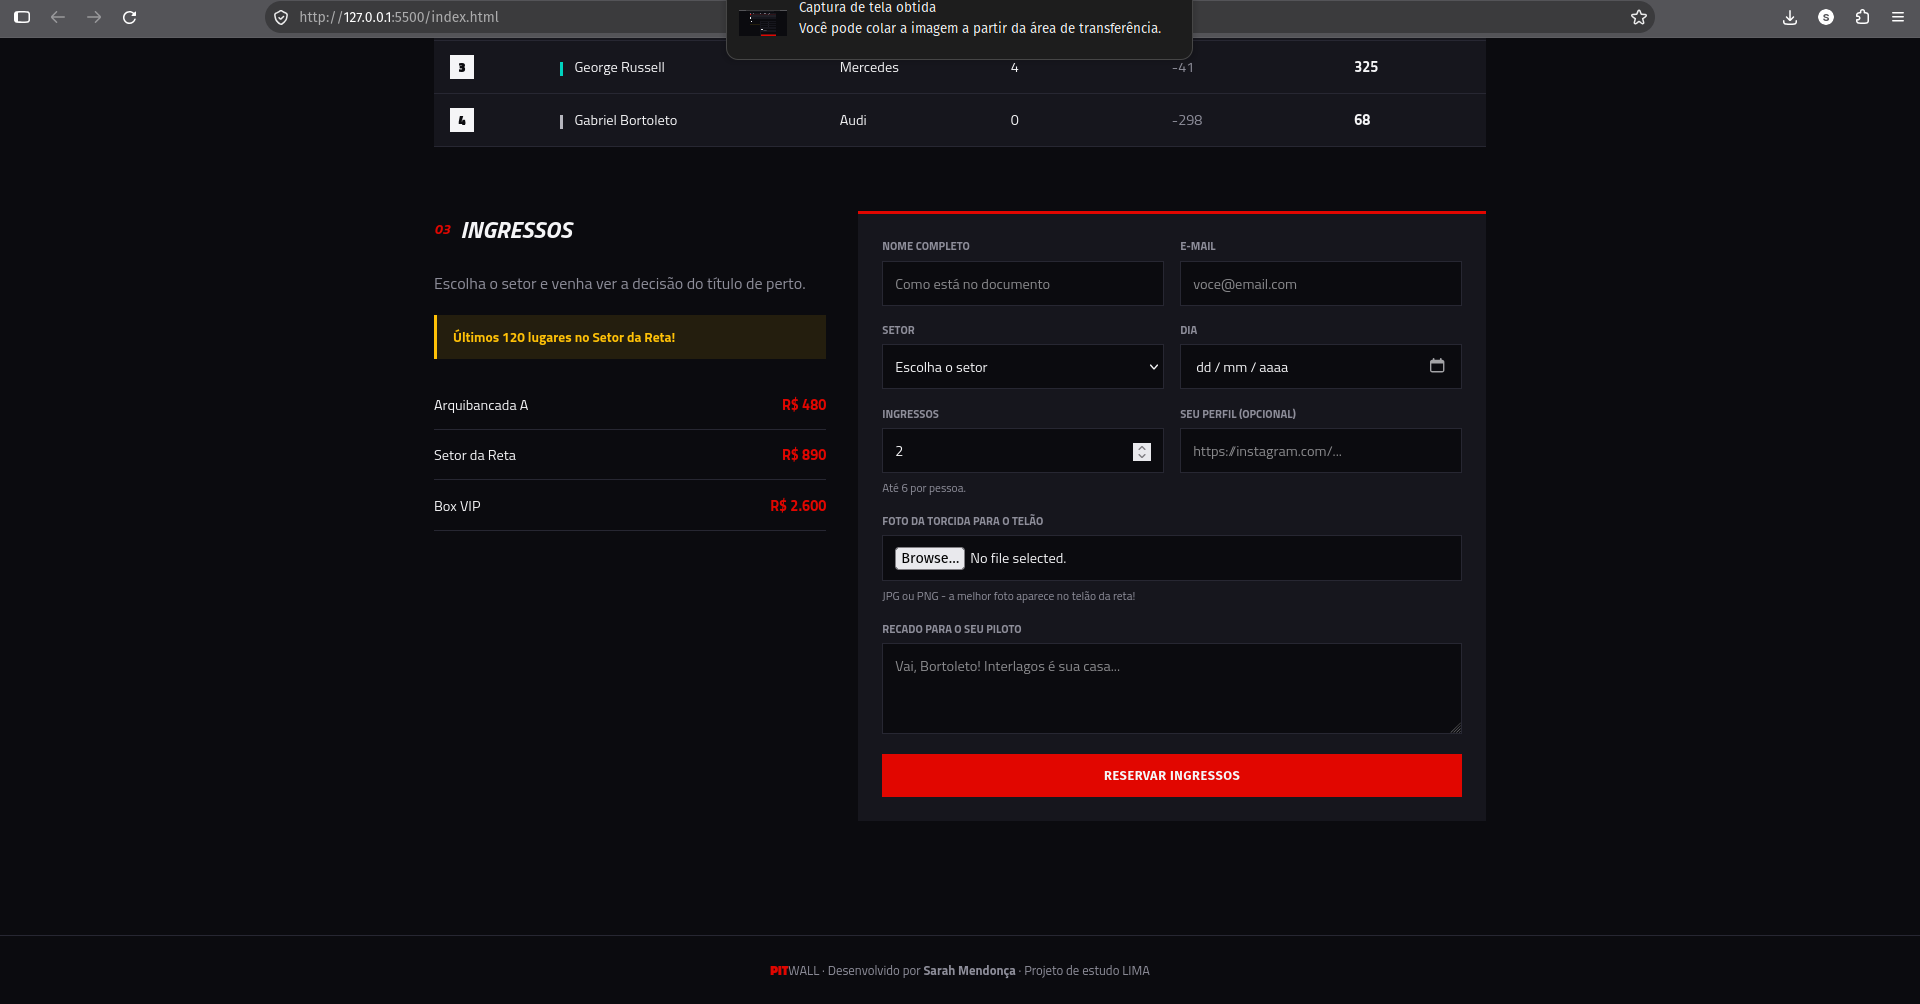 http://127.0.0.1:5500/index.html
Captura de tela obtida
Você pode colar a imagem a partir da área de transferência.
S
3 George Russell Mercedes 4 -41 325
4 Gabriel Bortoleto Audi 0 -298 68
03 INGRESSOS
Escolha o setor e venha ver a decisão do título de perto.
Últimos 120 lugares no Setor da Reta!
Arquibancada A R$ 480
Setor da Reta R$ 890
Box VIP R$ 2.600
NOME COMPLETO E-MAIL
Como está no documento voce@email.com
SETOR DIA
Escolha o setor dd / mm / aaaa
INGRESSOS SEU PERFIL (OPCIONAL)
2 https://instagram.com/...
Até 6 por pessoa.
FOTO DA TORCIDA PARA O TELÃO
Browse... No file selected.
JPG ou PNG - a melhor foto aparece no telão da reta!
RECADO PARA O SEU PILOTO
Vai, Bortoleto! Interlagos é sua casa...
RESERVAR INGRESSOS
PITWALL · Desenvolvido por Sarah Mendonça · Projeto de estudo LIMA